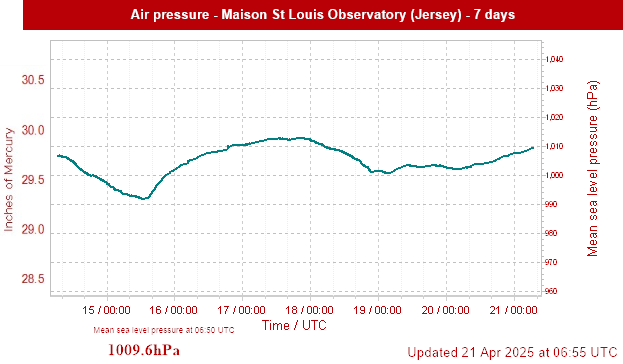 Air pressure - Maison St Louis Observatory (Jersey) - 7 days
Inches of Mercury
30.5
30.0
29.5
29.0
28.5
1,040
1,030
1,020
1,010
1,000
990
980
970
960
Mean sea level pressure (hPa)
15 / 00:00 16 / 00:00 17 / 00:00 18 / 00:00 19 / 00:00 20 / 00:00 21 / 00:00
Time / UTC
Mean sea level pressure at 06:50 UTC
1009.6hPa
Updated 21 Apr 2025 at 06:55 UTC